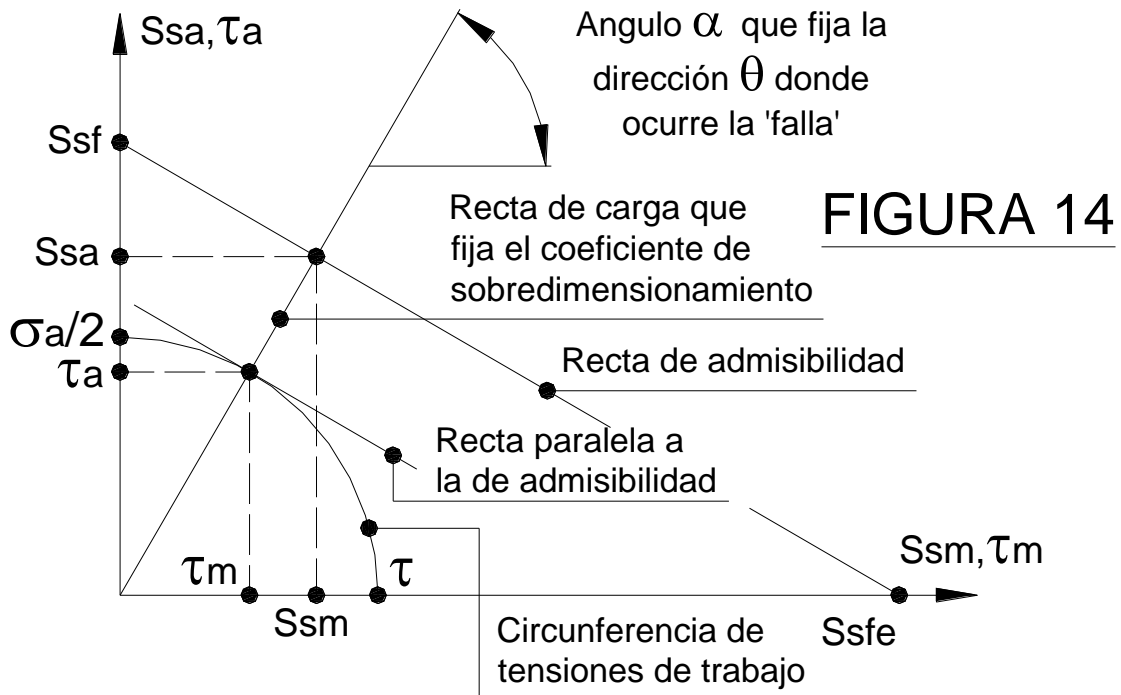 Ssa,τa
Angulo α que fija la
dirección θ donde
ocurre la 'falla'
Ssf
Recta de carga que
fija el coeficiente de
sobredimensionamiento
FIGURA 14
Ssa
σa/2
τa
Recta de admisibilidad
Recta paralela a
la de admisibilidad
τm
Ssm
τ
Ssm,τm
Ssfe
Circunferencia de
tensiones de trabajo